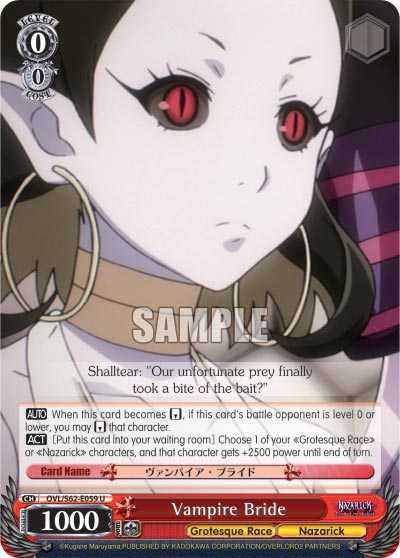 LEVEL
0
0
COST
SAMPLE
Shalltear: "Our unfortunate prey finally
took a bite of the bait?"
AUTO When this card becomes [▼], if this card's battle opponent is level 0 or
lower, you may [▼] that character.
ACT [Put this card into your waiting room.] Choose 1 of your «Grotesque Race»
or «Nazarick» characters, and that character gets +2500 power until end of turn.
Card Name ヴァンパイア・ブライド
CH OVL/S62-E059 U
POWER 1000 Vampire Bride
NAZARICK
Grotesque Race Nazarick
©Kugane Maruyama,PUBLISHED BY KADOKAWA CORPORATION/OVERLORD2 PARTNERS